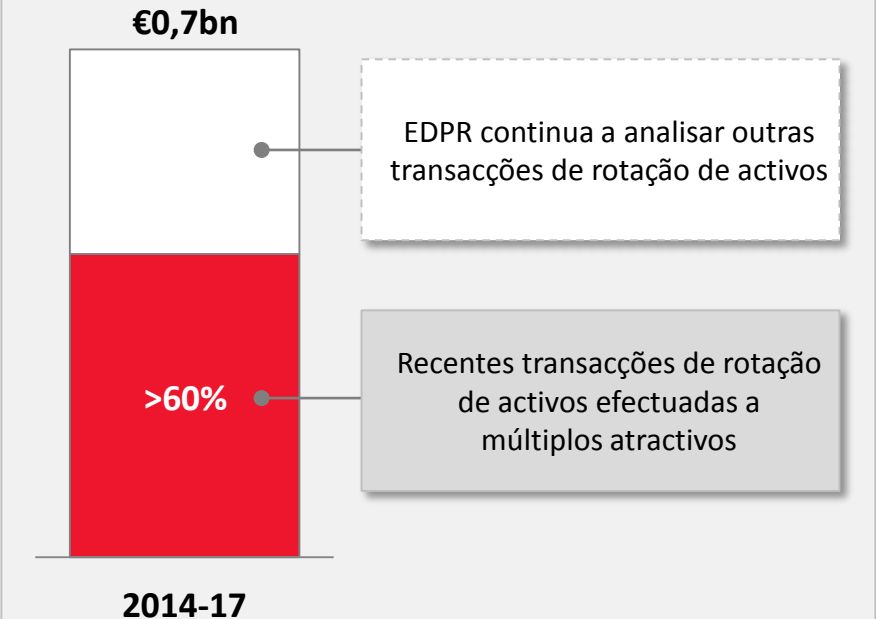 €0,7bn
EDPR continua a analisar outras
transacções de rotação de activos
>60%
Recentes transacções de rotação
de activos efectuadas a
múltiplos atractivos
2014-17